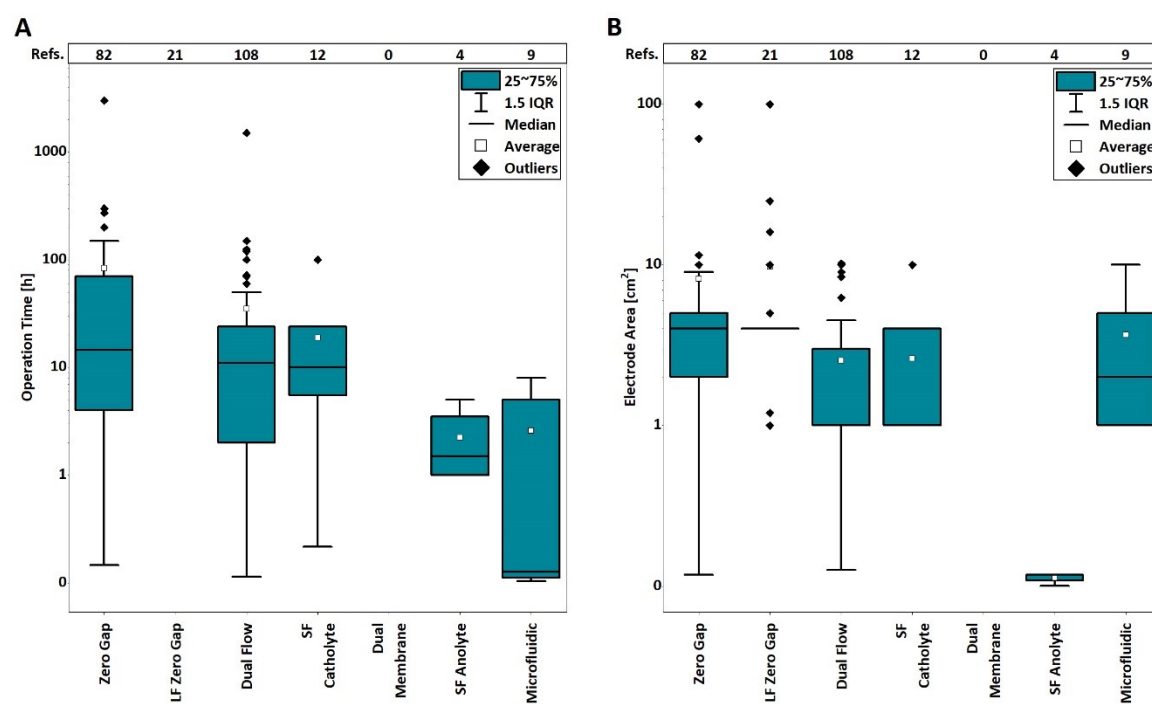 A
Refs. 82 21 108 12 0 4 9
25~75%
1.5 IQR
Median
Average
Outliers
Operation Time [h]
1000
100
10
1
0
Zero Gap
LF Zero Gap
Dual Flow
SF
Catholyte
Dual
Membrane
SF Anolyte
Microfluidic
B
Refs. 82 21 108 12 0 4 9
25~75%
1.5 IQR
Median
Average
Outliers
Electrode Area [cm²]
100
10
1
0
Zero Gap
LF Zero Gap
Dual Flow
SF
Catholyte
Dual
Membrane
SF Anolyte
Microfluidic